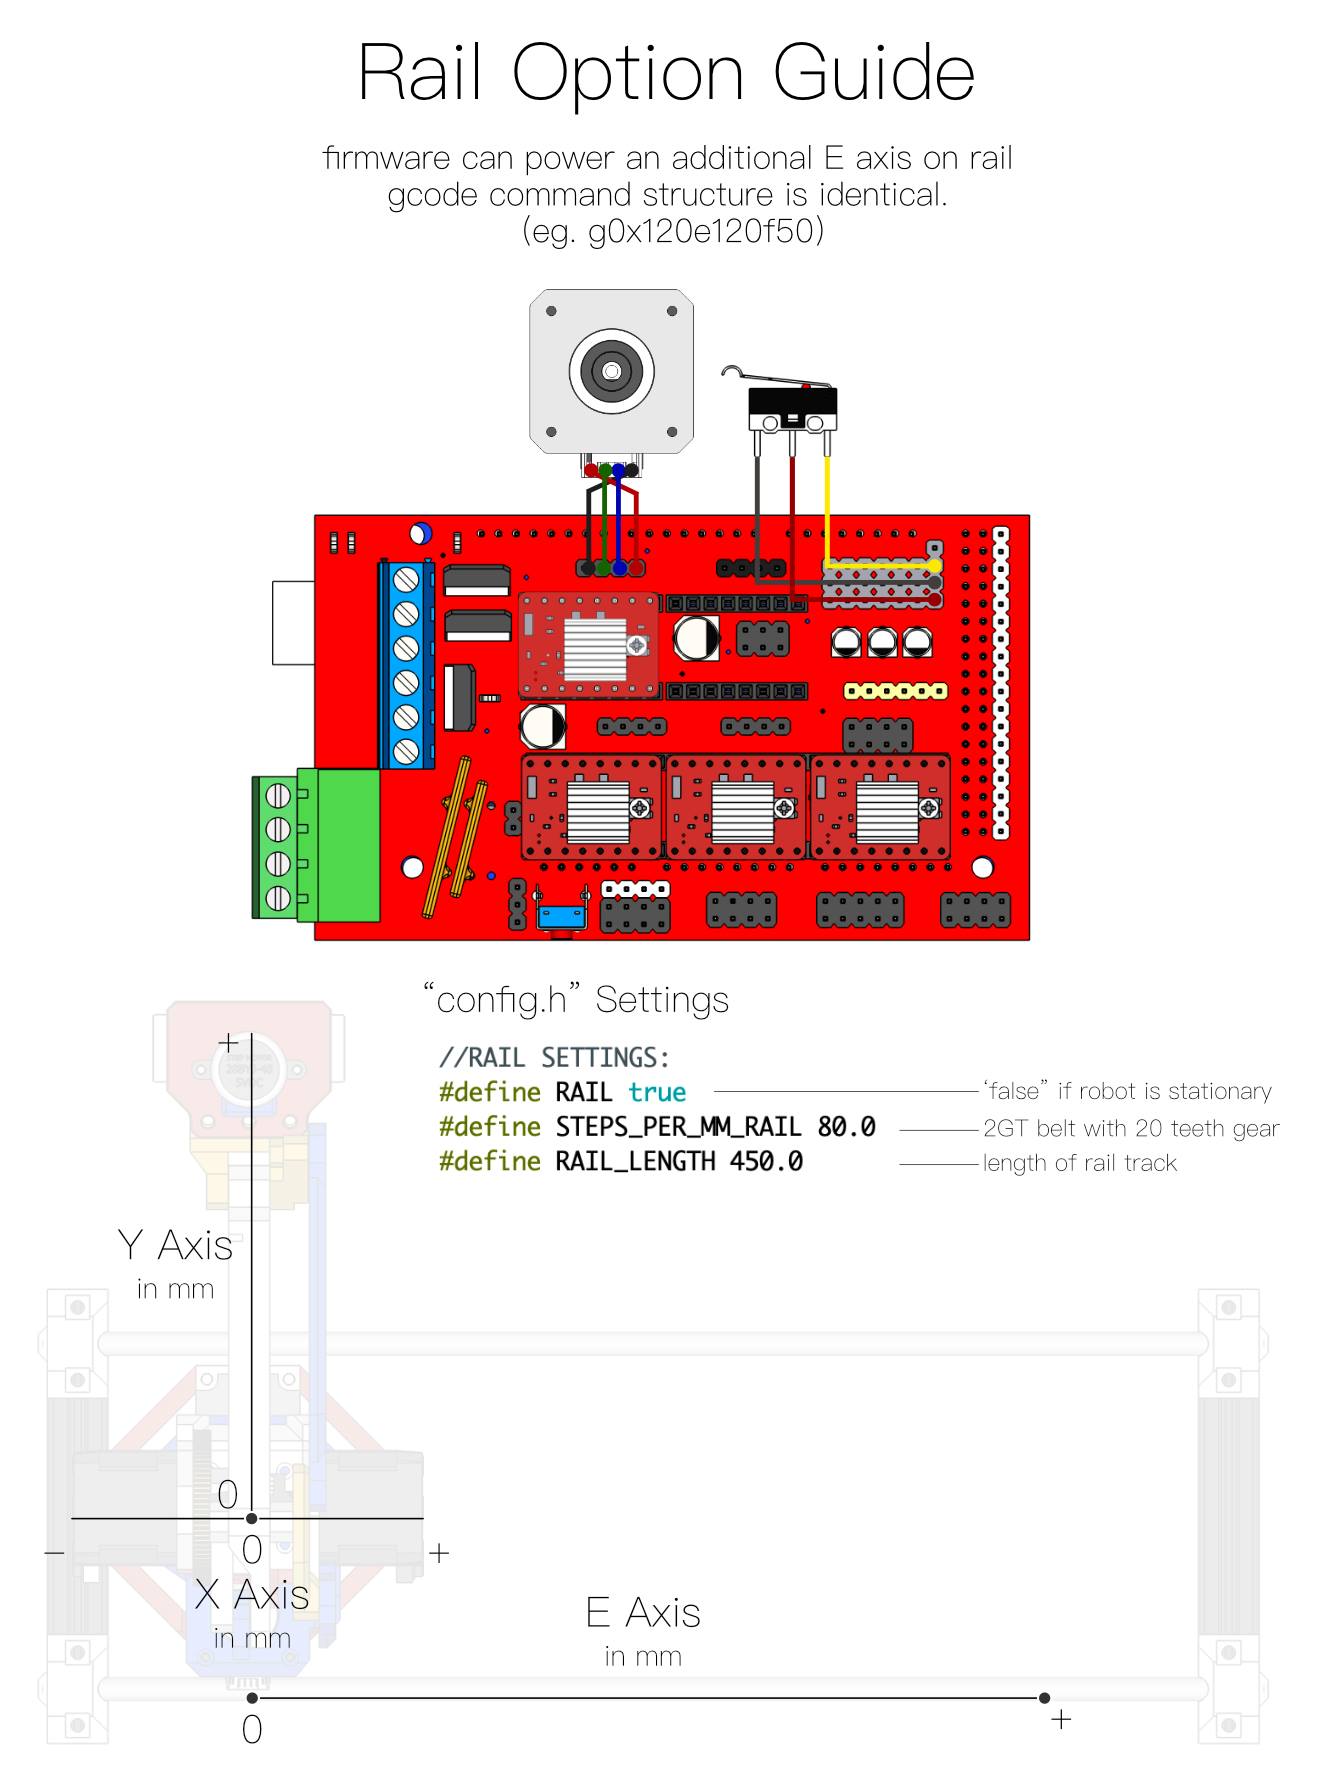 Rail Option Guide
firmware can power an additional E axis on rail
gcode command structure is identical.
(eg. g0x120e120f50)
“config.h” Settings
//RAIL SETTINGS:
#define RAIL true
‘false” if robot is stationary
#define STEPS_PER_MM_RAIL 80.0
2GT belt with 20 teeth gear
#define RAIL_LENGTH 450.0
length of rail track
+
Y Axis
in mm
0
0
− +
X Axis
in mm
E Axis
in mm
0 +